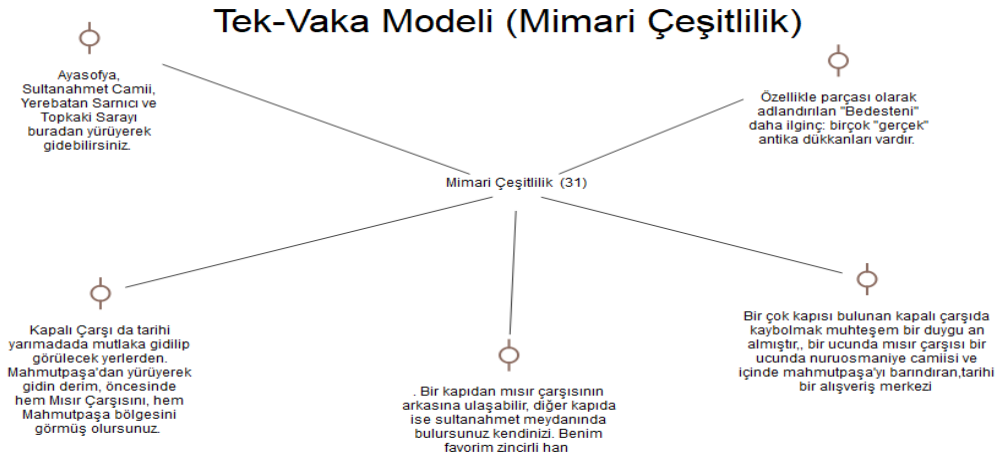 Tek-Vaka Modeli (Mimari Çeşitlilik)
Ayasofya,
Sultanahmet Camii,
Yerebatan Sarnıcı ve
Topkaki Sarayı
buradan yürüyerek
gidebilirsiniz.
Özellikle parçası olarak
adlandırılan "Bedesteni"
daha ilginç: birçok "gerçek"
antika dükkanları vardır.
Mimari Çeşitlilik (31)
Kapalı Çarşı da tarihi
yarımadada mutlaka gidilip
görülecek yerlerden.
Mahmutpaşa'dan yürüyerek
gidin derim, öncesinde
hem Mısır Çarşısını, hem
Mahmutpaşa bölgesini
görmüş olursunuz.
. Bir kapıdan mısır çarşısının
arkasına ulaşabilir, diğer kapıda
ise sultanahmet meydanında
bulursunuz kendinizi. Benim
favorim zincirli han
Bir çok kapısı bulunan kapalı çarşıda
kaybolmak muhteşem bir duygu an
almıştır,, bir ucunda mısır çarşısı bir
ucunda nuruosmaniye camiisi ve
içinde mahmutpaşa'yı barındıran,tarihi
bir alışveriş merkezi